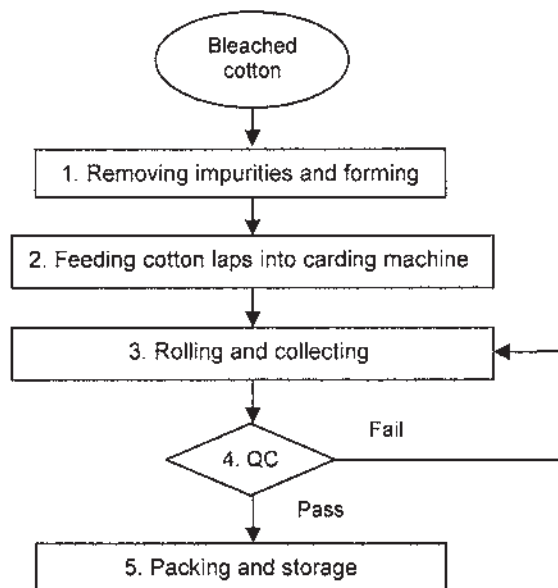 Bleached
cotton
1. Removing impurities and forming
2. Feeding cotton laps into carding machine
3. Rolling and collecting
Fail
4. QC
Pass
5. Packing and storage